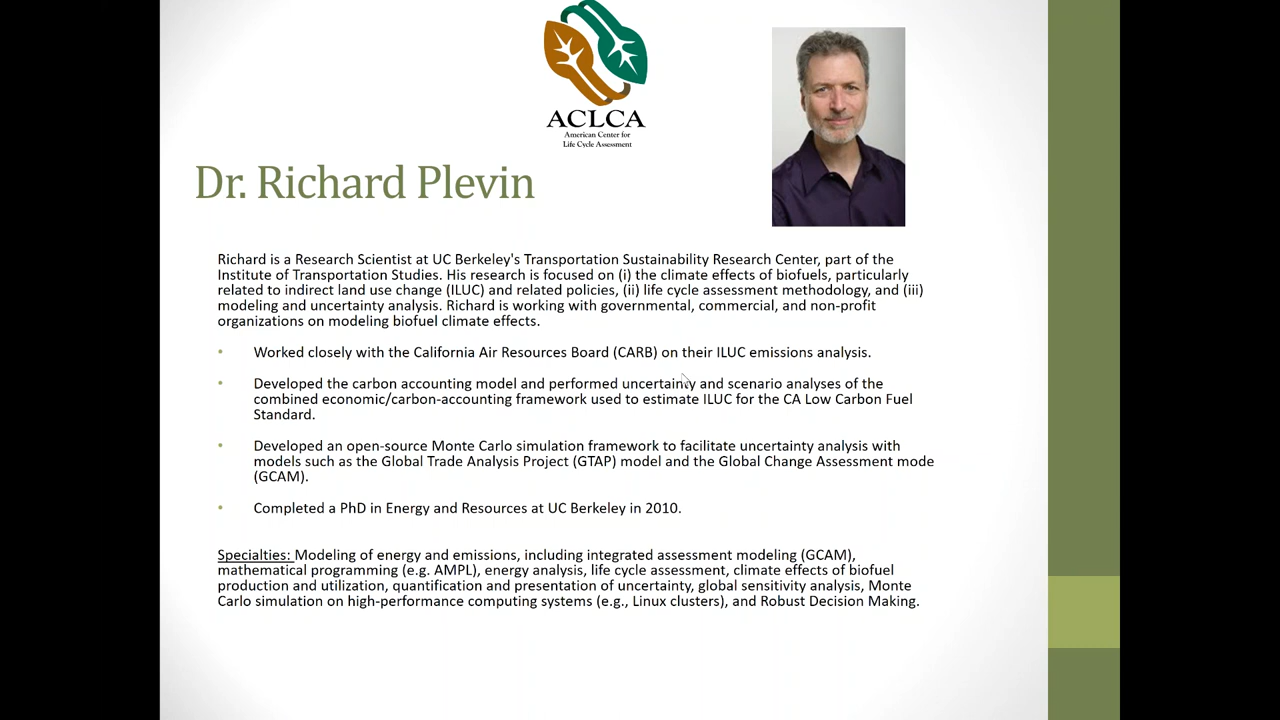 ACLCA
American Center for
Life Cycle Assessment
Dr. Richard Plevin
Richard is a Research Scientist at UC Berkeley's Transportation Sustainability Research Center, part of the
Institute of Transportation Studies. His research is focused on (i) the climate effects of biofuels, particularly
related to indirect land use change (ILUC) and related policies, (ii) life cycle assessment methodology, and (iii)
modeling and uncertainty analysis. Richard is working with governmental, commercial, and non-profit
organizations on modeling biofuel climate effects.
• Worked closely with the California Air Resources Board (CARB) on their ILUC emissions analysis.
• Developed the carbon accounting model and performed uncertainty and scenario analyses of the
combined economic/carbon-accounting framework used to estimate ILUC for the CA Low Carbon Fuel
Standard.
• Developed an open-source Monte Carlo simulation framework to facilitate uncertainty analysis with
models such as the Global Trade Analysis Project (GTAP) model and the Global Change Assessment mode
(GCAM).
• Completed a PhD in Energy and Resources at UC Berkeley in 2010.
Specialties: Modeling of energy and emissions, including integrated assessment modeling (GCAM),
mathematical programming (e.g. AMPL), energy analysis, life cycle assessment, climate effects of biofuel
production and utilization, quantification and presentation of uncertainty, global sensitivity analysis, Monte
Carlo simulation on high-performance computing systems (e.g., Linux clusters), and Robust Decision Making.